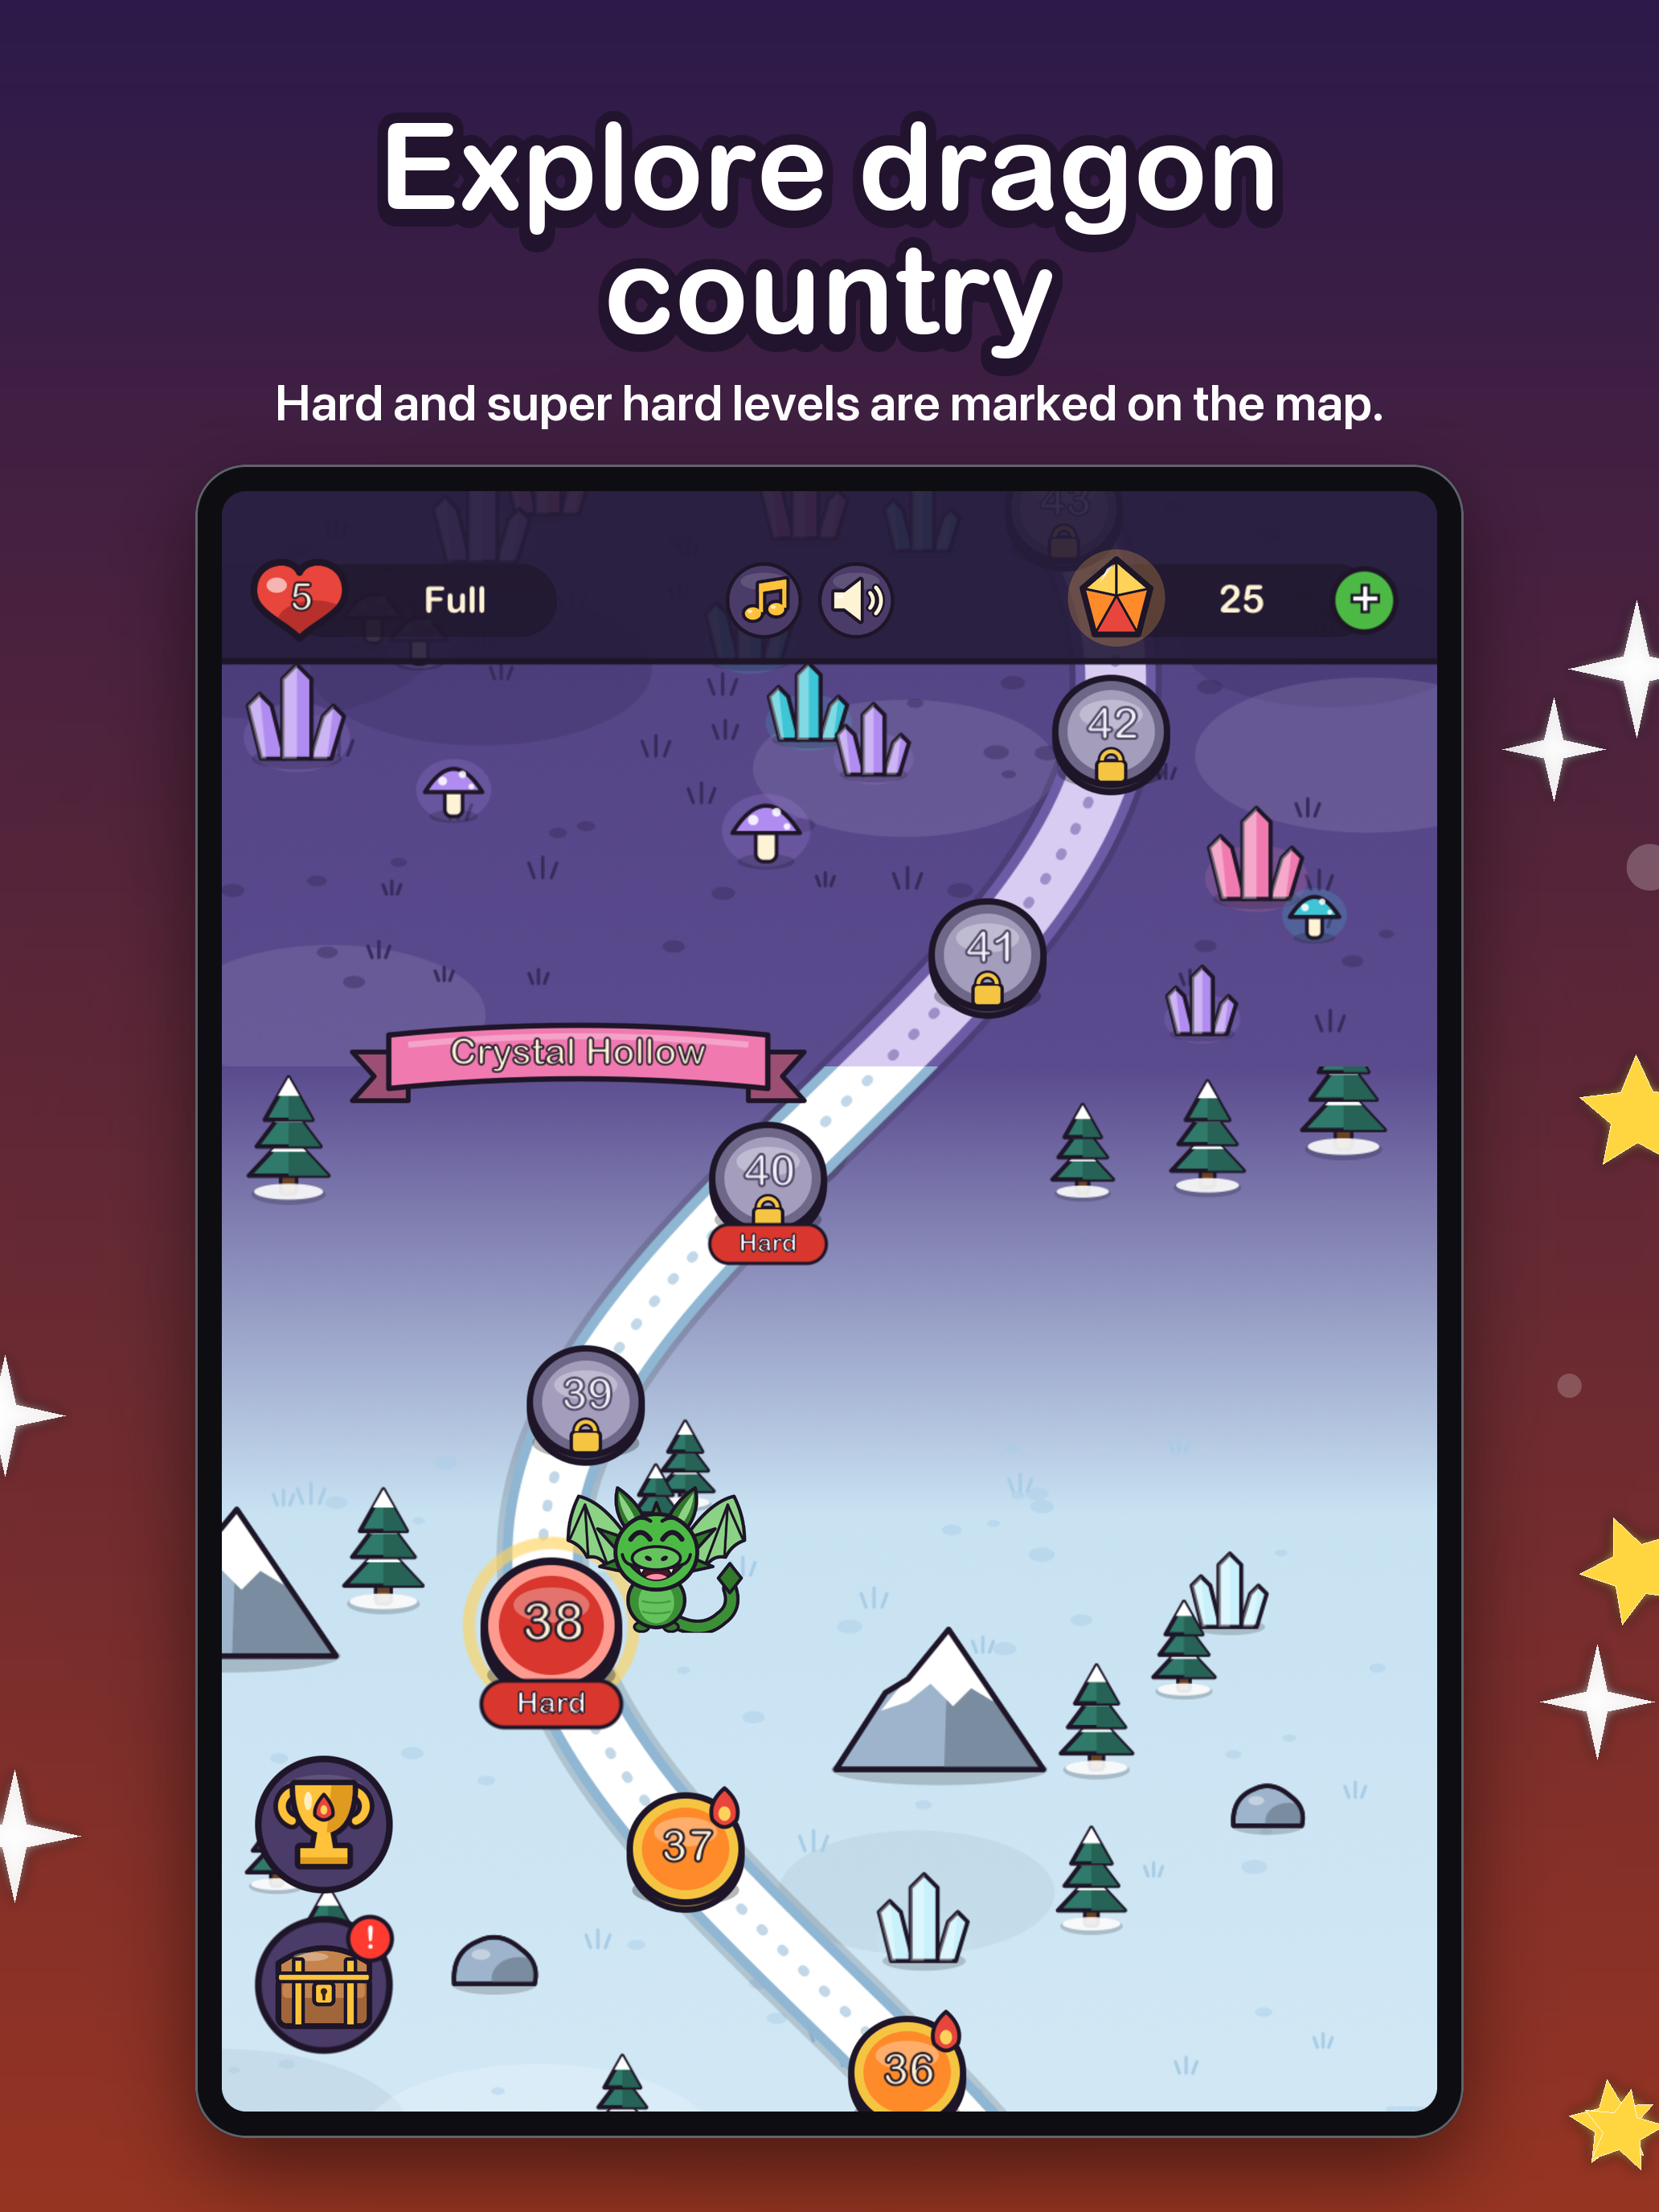 Explore dragon
country
Hard and super hard levels are marked on the map.
43
5
Full
25
42
41
Crystal Hollow
40
Hard
39
38
Hard
37
!
36